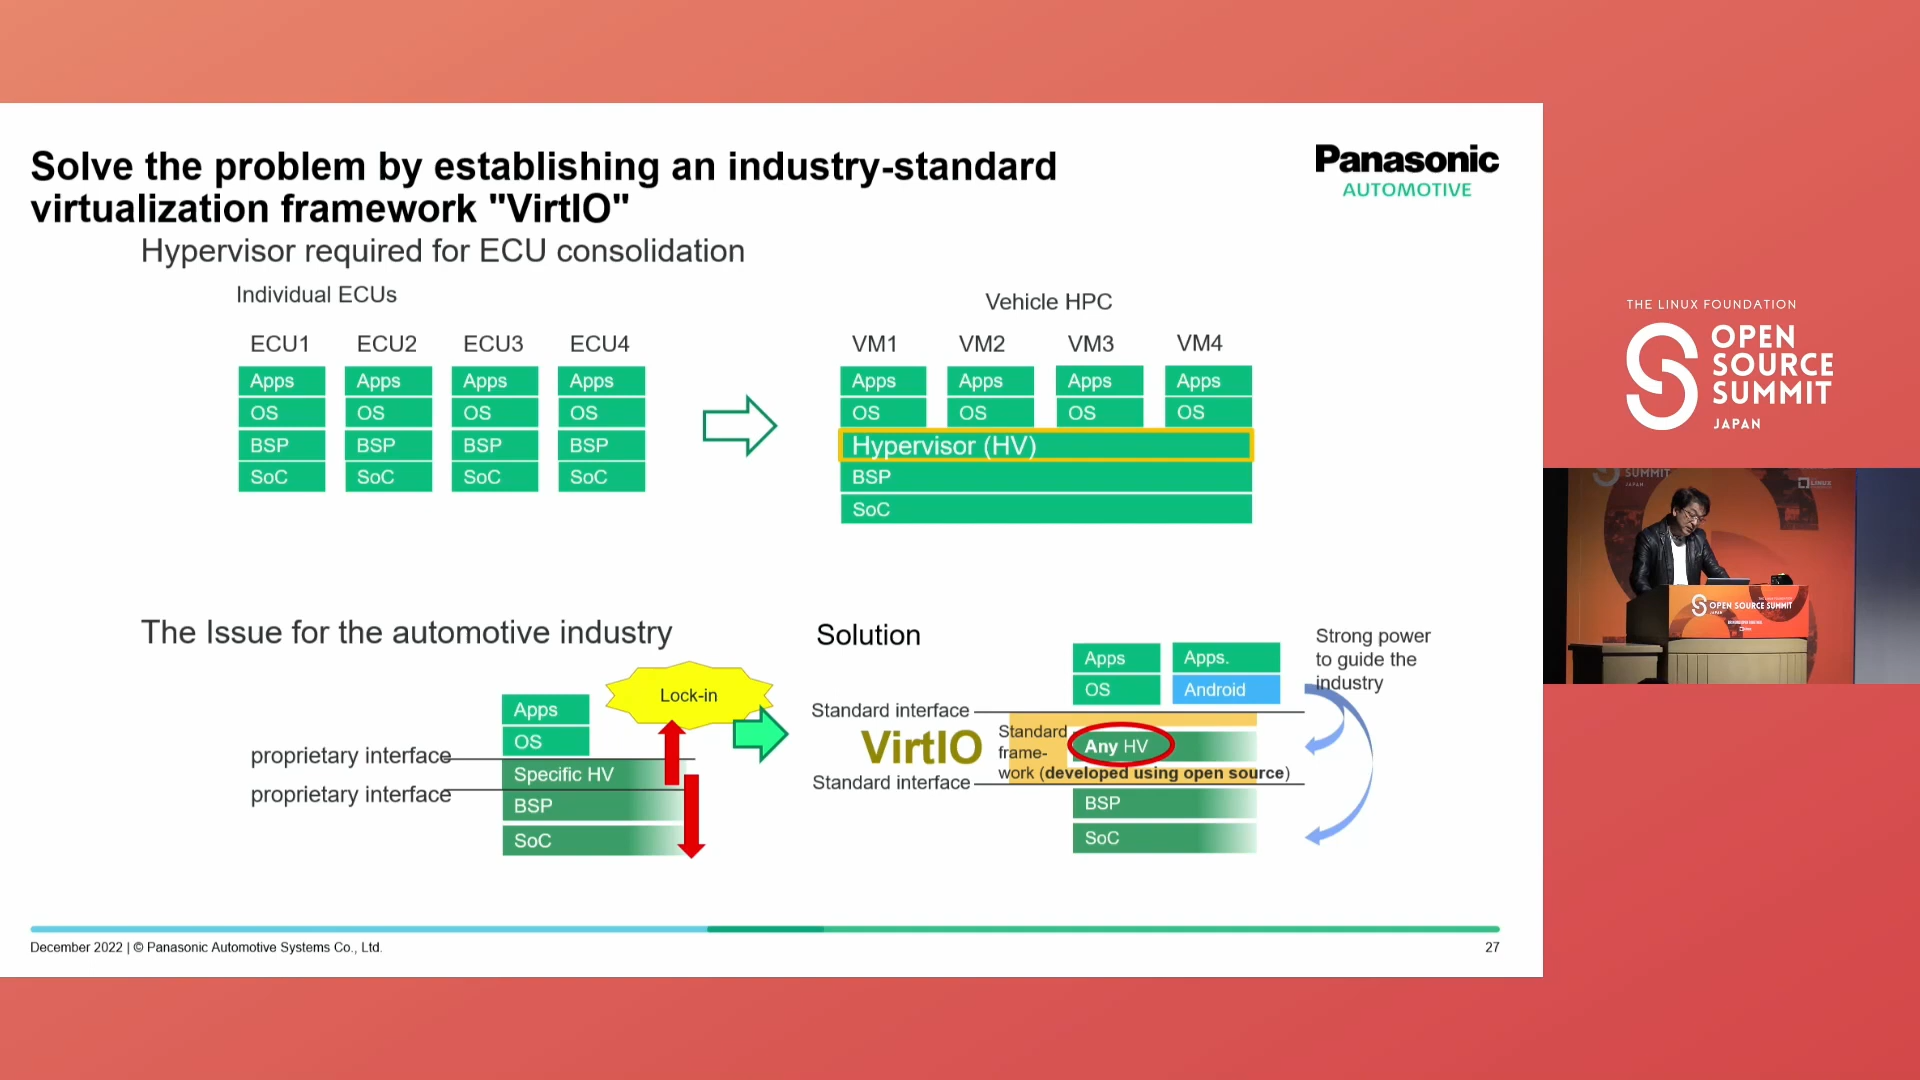 Solve the problem by establishing an industry-standard
virtualization framework "VirtIO"
Panasonic
AUTOMOTIVE
Hypervisor required for ECU consolidation
Individual ECUs
Vehicle HPC
ECU1 ECU2 ECU3 ECU4
Apps Apps Apps Apps
OS OS OS OS
BSP BSP BSP BSP
SoC SoC SoC SoC
VM1 VM2 VM3 VM4
Apps Apps Apps Apps
OS OS OS OS
Hypervisor (HV)
BSP
SoC
The Issue for the automotive industry
Lock-in
Apps
OS
proprietary interface
Specific HV
proprietary interface
BSP
SoC
Solution
Apps Apps.
OS Android
Strong power
to guide the
industry
Standard interface
VirtIO
Standard
frame-
work (developed using open source)
Any HV
Standard interface
BSP
SoC
December 2022 | © Panasonic Automotive Systems Co., Ltd.
27
THE LINUX FOUNDATION
OPEN
SOURCE
SUMMIT
JAPAN
SUMMIT
JAPAN
LINUX
OPEN SOURCE SUMMIT